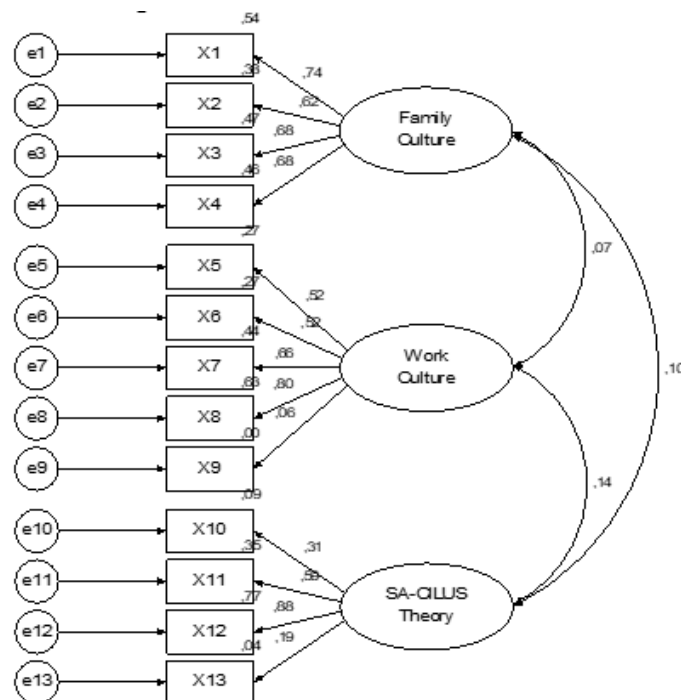 ,54
e1
X1
,74
,38
e2
X2
,62
Family
Culture
,47
e3
X3
,68
,46
,68
e4
X4
,27
,07
e5
X5
,27
,52
e6
X6
,52
,44
e7
X7
,66
Work
Culture
,10
,63
,80
e8
X8
,06
,00
e9
X9
,14
,09
e10
X10
,31
,35
e11
X11
SA-CILUS
Theory
,77
,88
e12
X12
,04
,19
e13
X13